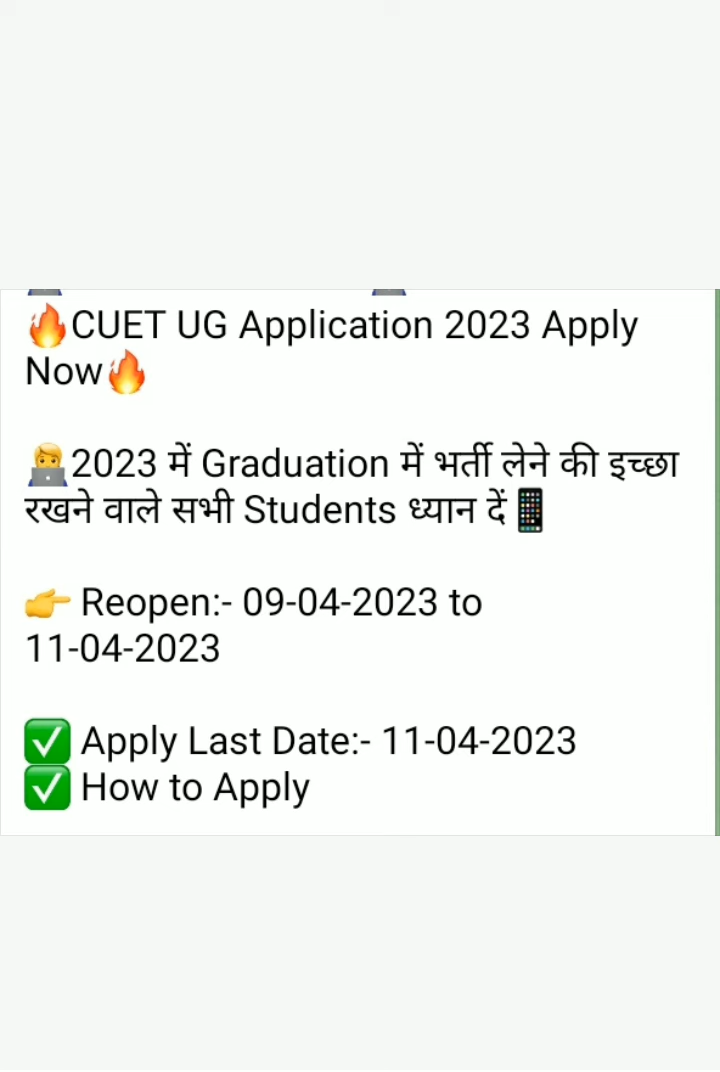 🔥CUET UG Application 2023 Apply
Now🔥
👨‍💻2023 में Graduation में भर्ती लेने की इच्छा
रखने वाले सभी Students ध्यान दें📱
👉 Reopen:- 09-04-2023 to
11-04-2023
✅ Apply Last Date:- 11-04-2023
✅ How to Apply